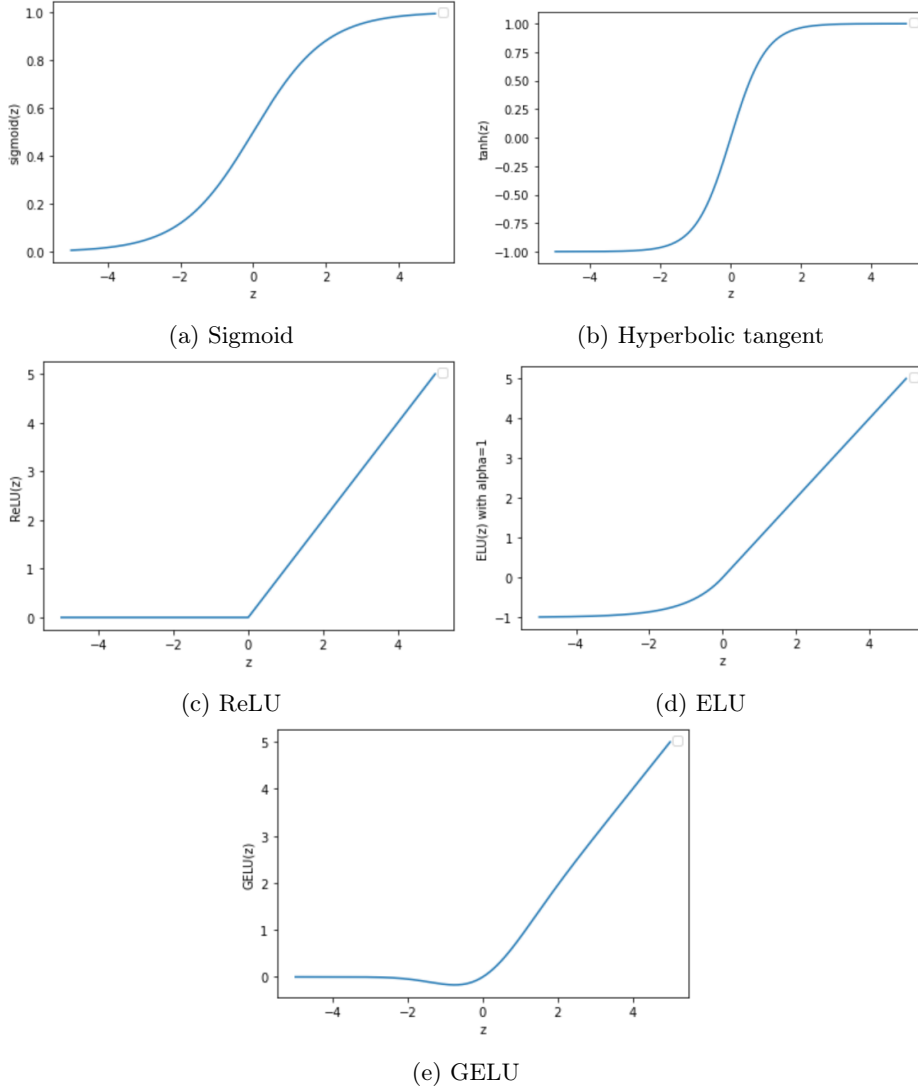 1.0
0.8
0.6
0.4
0.2
0.0
sigmoid(z)
−4 −2 0 2 4
z
(a) Sigmoid
1.00
0.75
0.50
0.25
0.00
−0.25
−0.50
−0.75
−1.00
tanh(z)
−4 −2 0 2 4
z
(b) Hyperbolic tangent
5
4
3
2
1
0
ReLU(z)
−4 −2 0 2 4
z
(c) ReLU
5
4
3
2
1
0
−1
ELU(z) with alpha=1
−4 −2 0 2 4
z
(d) ELU
5
4
3
2
1
0
GELU(z)
−4 −2 0 2 4
z
(e) GELU